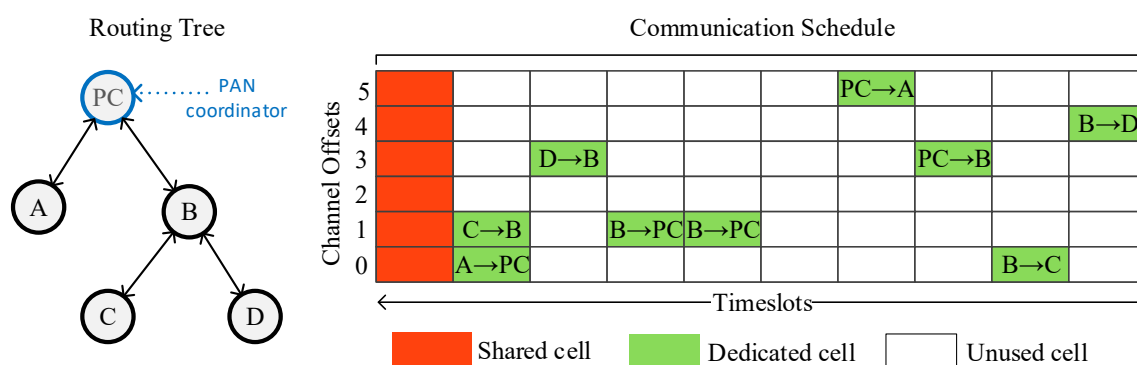 Routing Tree
PC
PAN
coordinator
A
B
C
D
Communication Schedule
Channel Offsets
5
4
3
2
1
0
PC→A
B→D
D→B
PC→B
C→B
B→PC
B→PC
A→PC
B→C
Timeslots
Shared cell
Dedicated cell
Unused cell